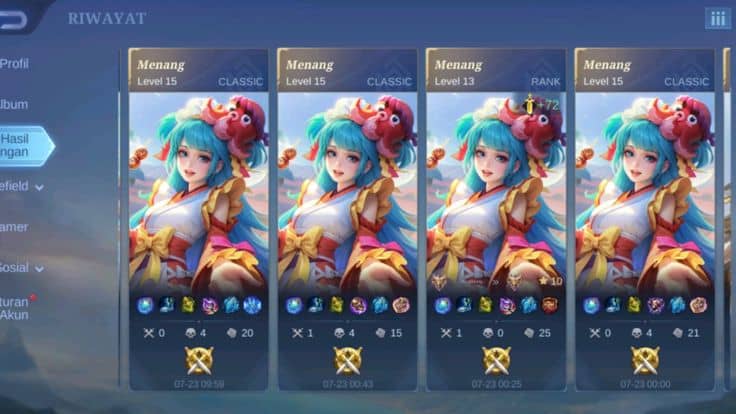 RIWAYAT
Profil
lbum
Hasil
ngan
efield
amer
Sosial
turan
Akun
Menang
Level 15 CLASSIC
0 4 20
07-23 09:59
Menang
Level 15 CLASSIC
1 4 15
07-23 00:43
Menang
Level 13 RANK
+72
10
1 0 25
07-23 00:25
Menang
Level 15 CLASSIC
0 4 21
07-23 00:00